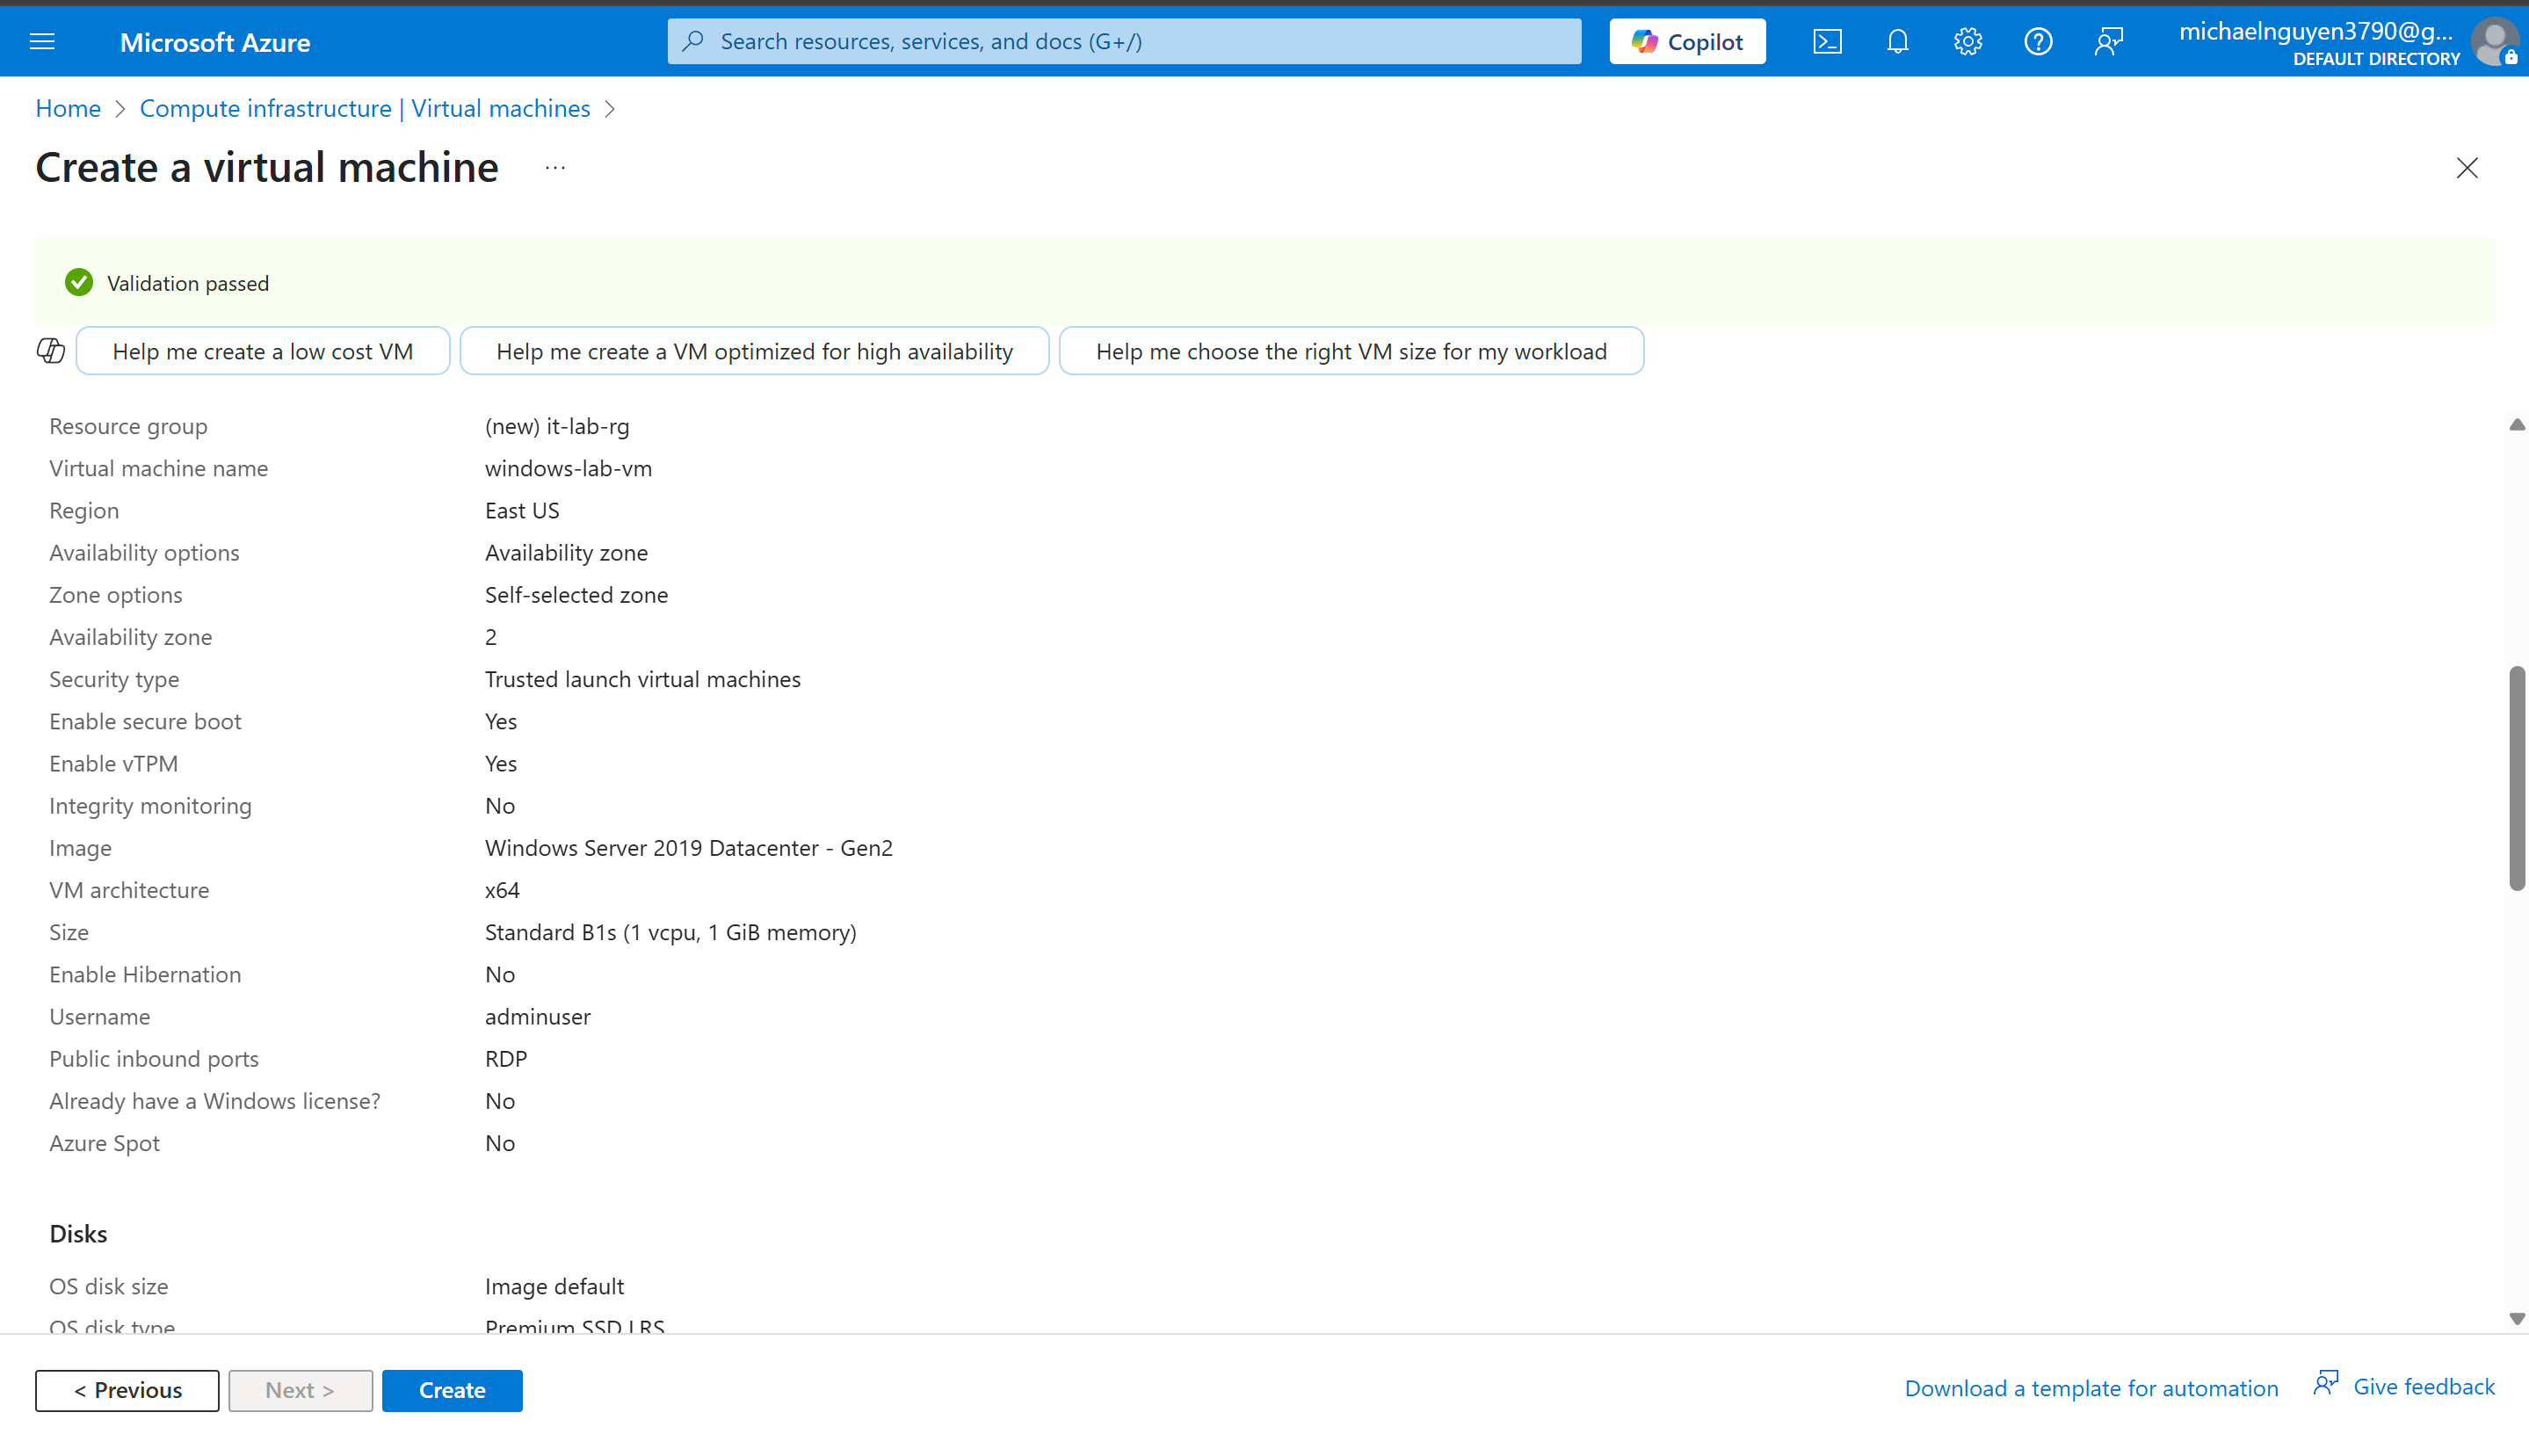 Microsoft Azure
Search resources, services, and docs (G+/)
Copilot
michaelnguyen3790@g...
DEFAULT DIRECTORY
Home > Compute infrastructure | Virtual machines >
Create a virtual machine ...
Validation passed
Help me create a low cost VM
Help me create a VM optimized for high availability
Help me choose the right VM size for my workload
Resource group (new) it-lab-rg
Virtual machine name windows-lab-vm
Region East US
Availability options Availability zone
Zone options Self-selected zone
Availability zone 2
Security type Trusted launch virtual machines
Enable secure boot Yes
Enable vTPM Yes
Integrity monitoring No
Image Windows Server 2019 Datacenter - Gen2
VM architecture x64
Size Standard B1s (1 vcpu, 1 GiB memory)
Enable Hibernation No
Username adminuser
Public inbound ports RDP
Already have a Windows license? No
Azure Spot No
Disks
OS disk size Image default
OS disk type Premium SSD LRS
< Previous
Next >
Create
Download a template for automation
Give feedback